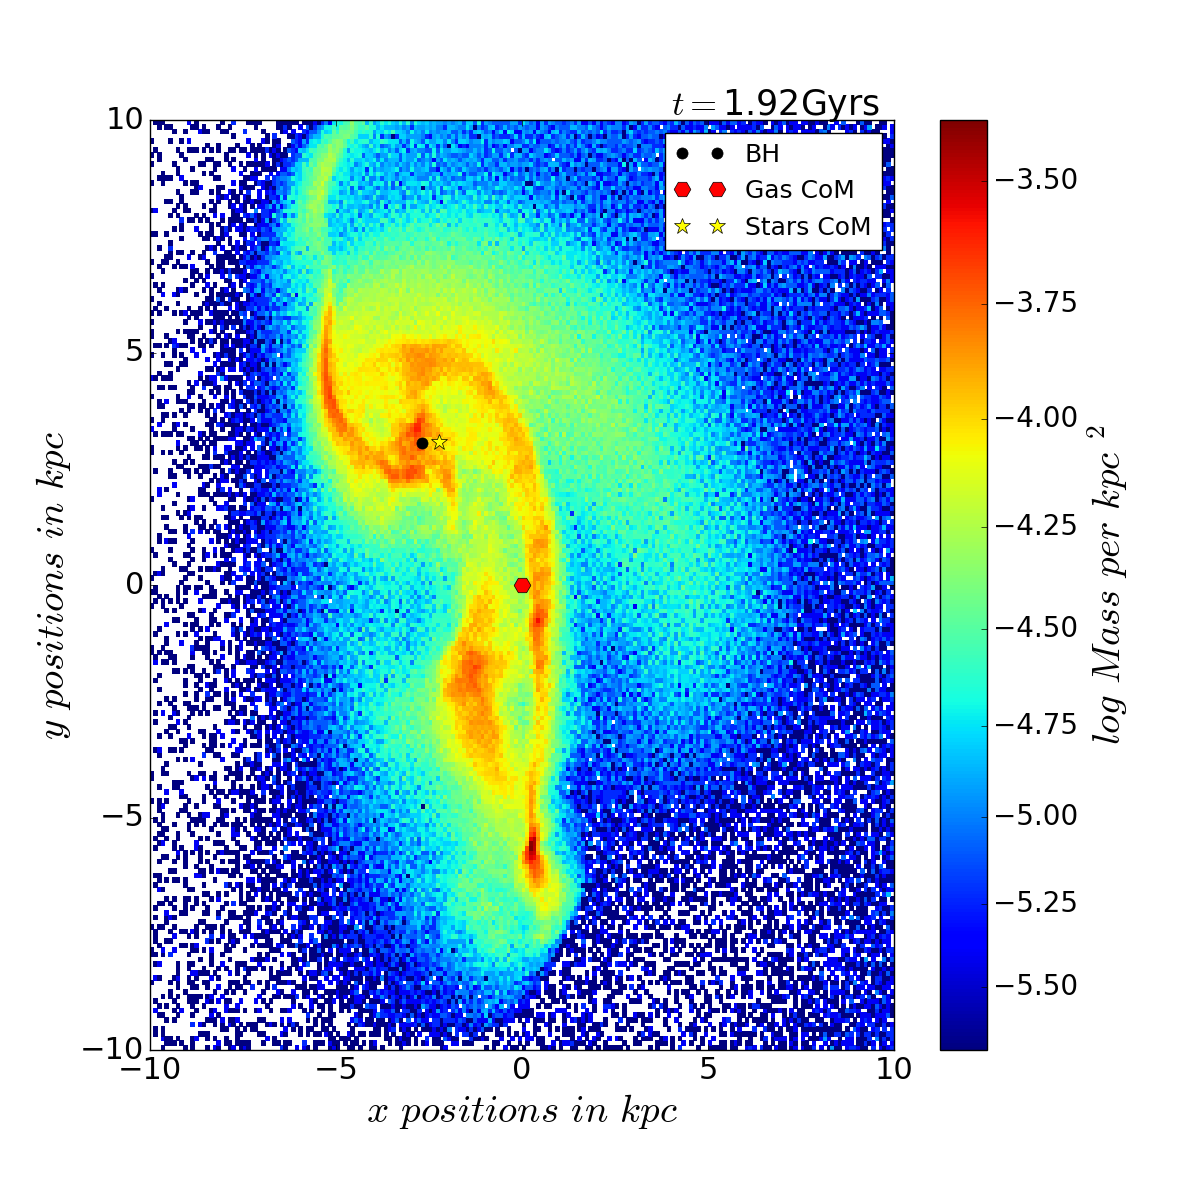 t = 1.92Gyrs
BH
Gas CoM
Stars CoM
10
5
0
−5
−10
−10
−5
0
5
10
x positions in kpc
y positions in kpc
−3.50
−3.75
−4.00
−4.25
−4.50
−4.75
−5.00
−5.25
−5.50
log Mass per kpc ²